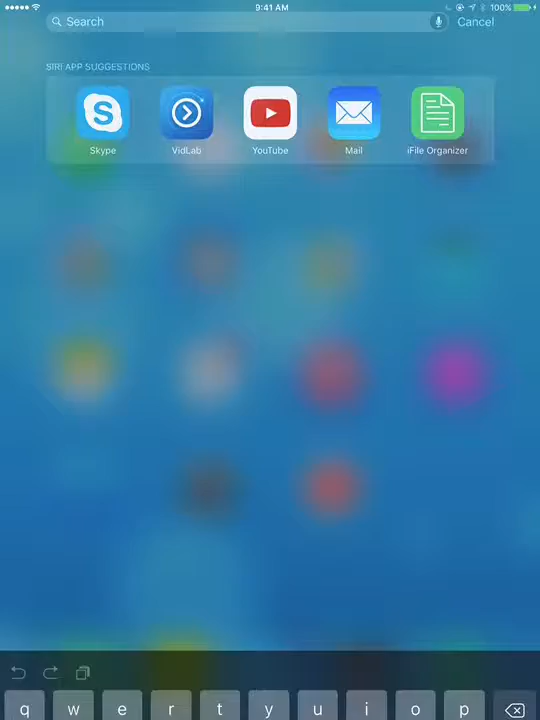 9:41 AM
100%
Search
Cancel
SIRI APP SUGGESTIONS
Skype
VidLab
YouTube
Mail
iFile Organizer
q w e r t y u i o p